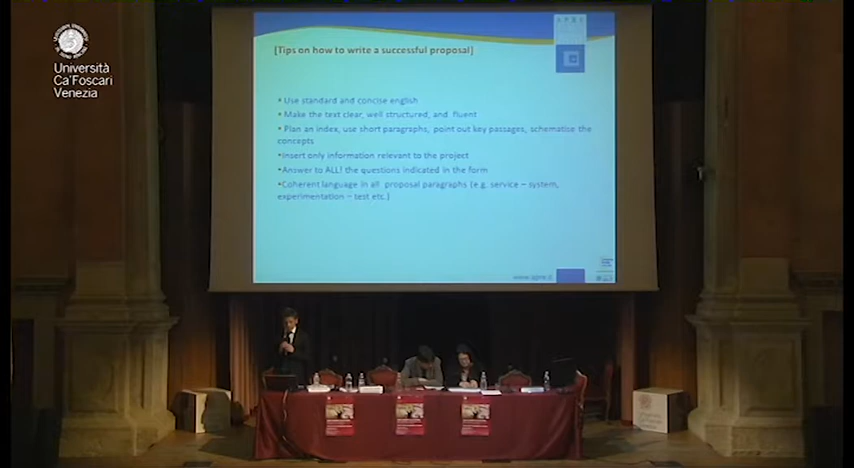 Università
Ca'Foscari
Venezia
[Tips on how to write a successful proposal]
• Use standard and concise english
• Make the text clear, well structured, and fluent
• Plan an index, use short paragraphs, point out key passages, schematise the
concepts
•Insert only information relevant to the project
•Answer to ALL! the questions indicated in the form
•Coherent language in all proposal paragraphs (e.g. service – system,
experimentation – test etc.)
www.apre.it